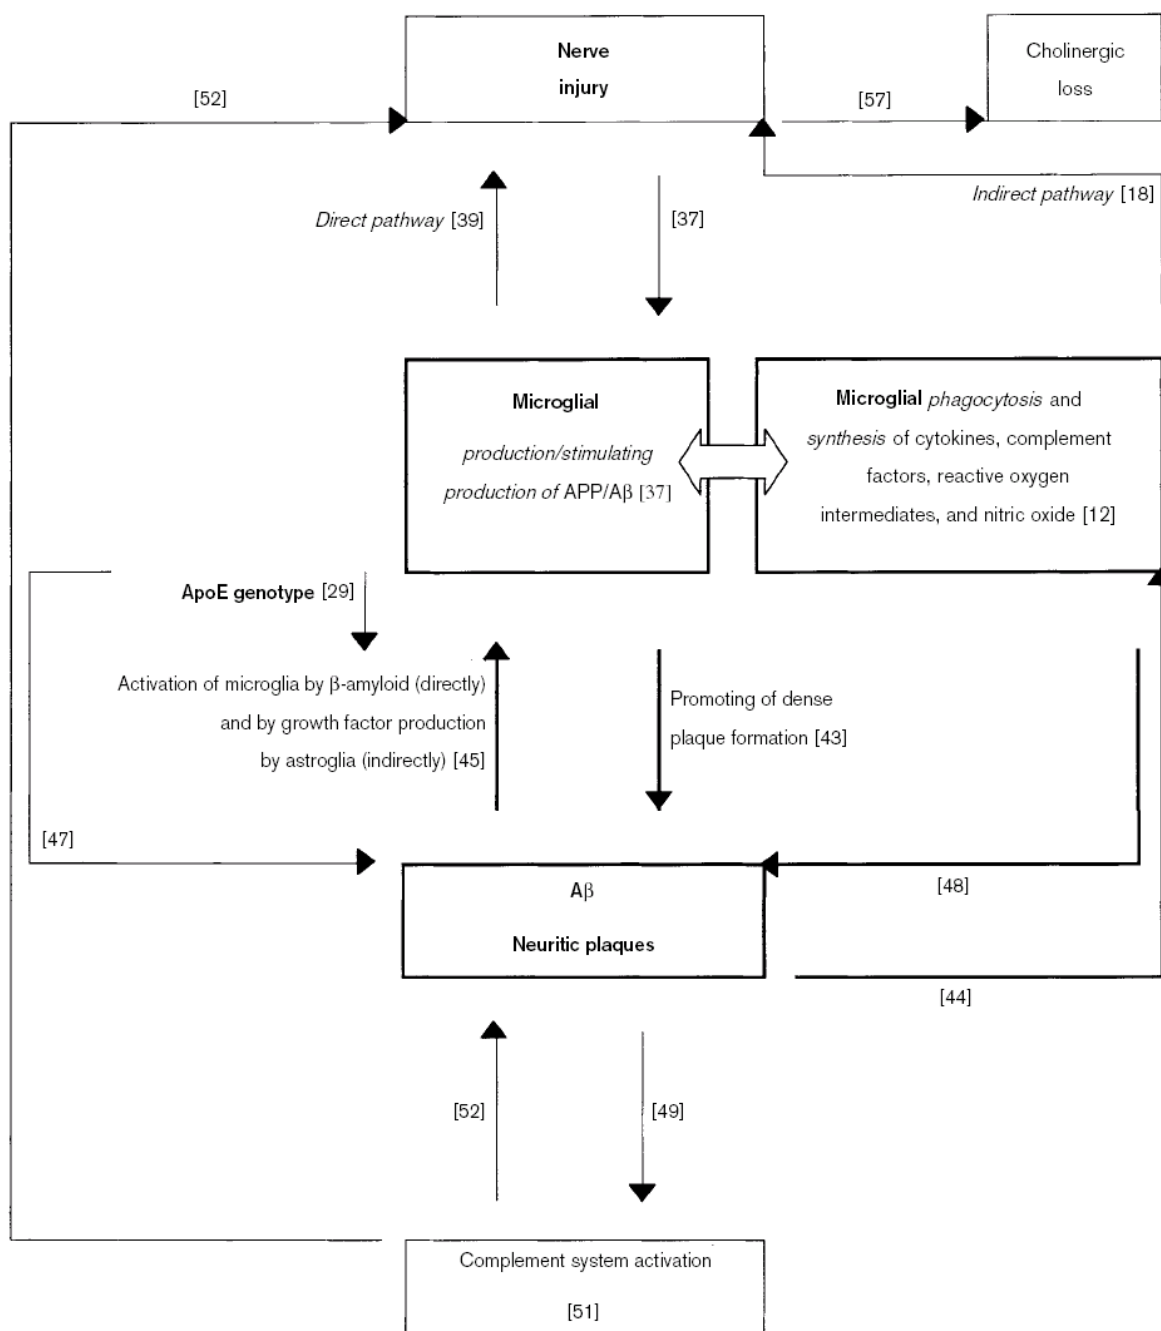 Nerve
injury
Cholinergic
loss
[52]
[57]
Indirect pathway [18]
Direct pathway [39]
[37]
Microglial
production/stimulating
production of APP/Aβ [37]
Microglial phagocytosis and
synthesis of cytokines, complement
factors, reactive oxygen
intermediates, and nitric oxide [12]
ApoE genotype [29]
Activation of microglia by β-amyloid (directly)
and by growth factor production
by astroglia (indirectly) [45]
Promoting of dense
plaque formation [43]
[47]
[48]
Aβ
Neuritic plaques
[44]
[52]
[49]
Complement system activation
[51]